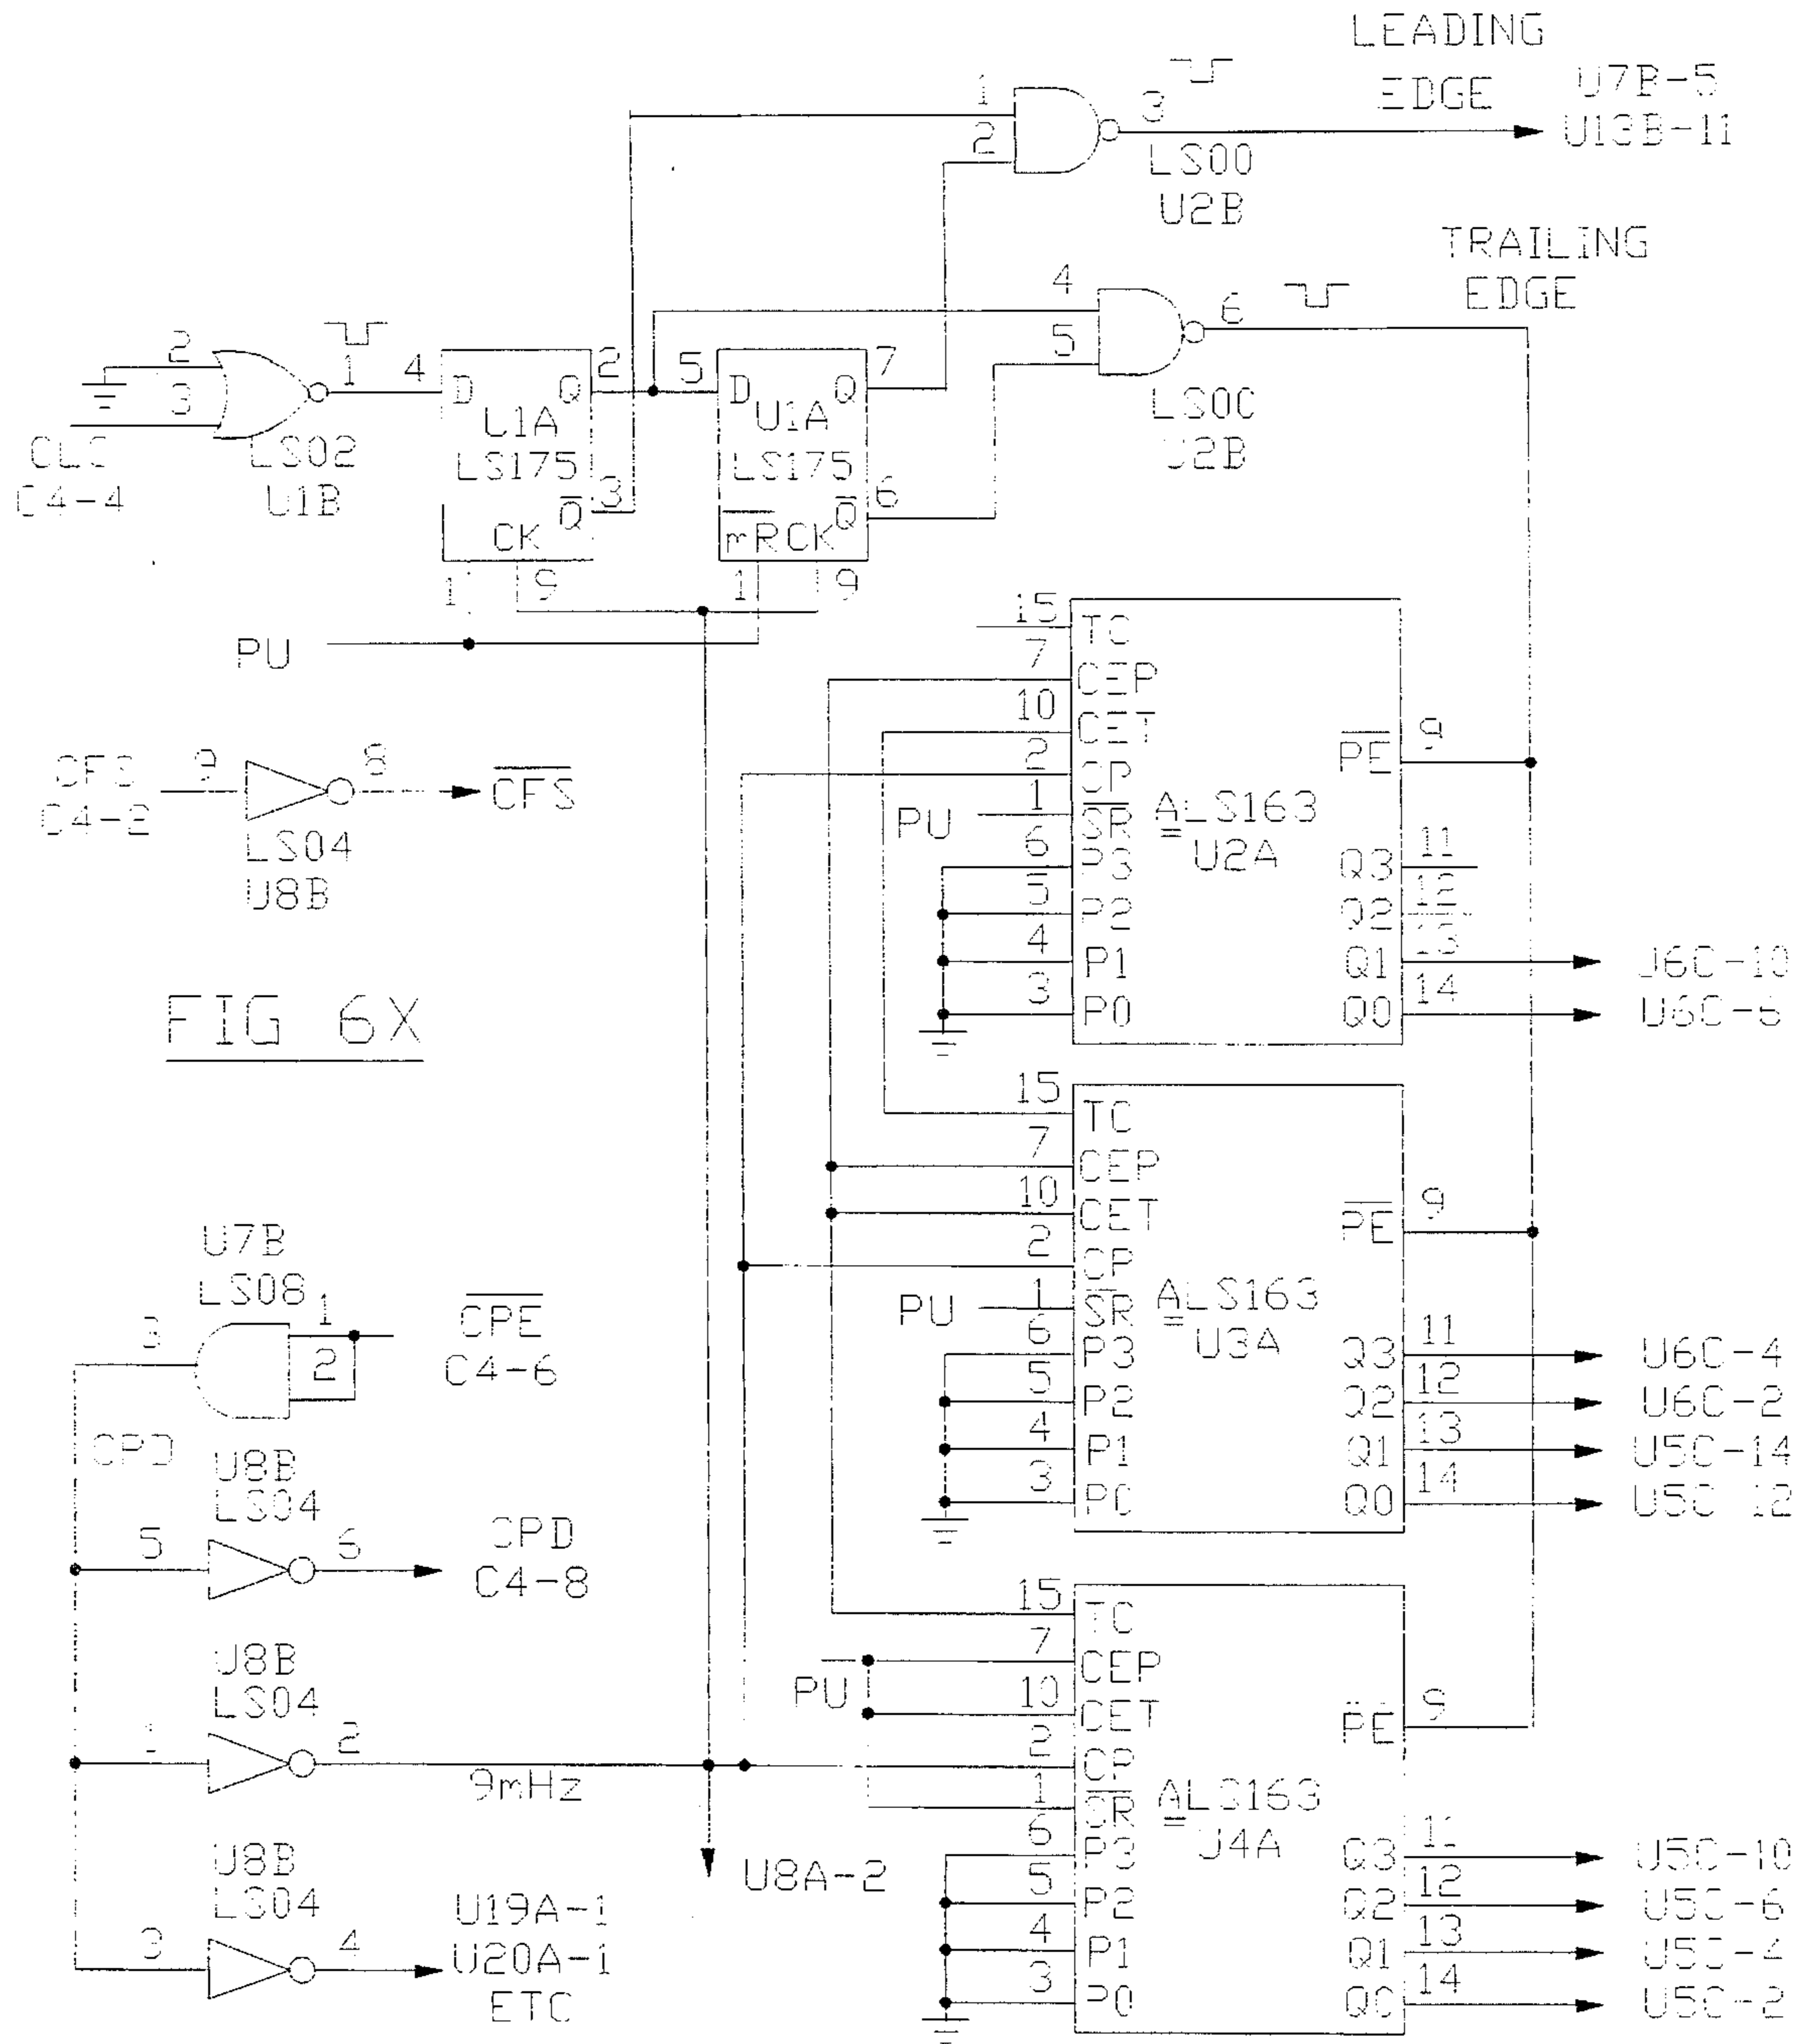 LEADING
EDGE
U7B-5
U13B-11
1
2
3
LS00
U2B
TRAILING
EDGE
4
5
6
U2B
2
3
1
LS02
U1B
C4-4
4
D
Q
2
U1A
LS175
Q
3
CK
1
9
5
D
Q
7
U1A
LS175
Q
6
mR
CK
1
9
PU
C4-2
9
8
CFS
LS04
U8B
FIG 6X
15
TC
7
CEP
10
CET
2
CP
PU
1
SR
6
P3
5
P2
4
P1
3
P0
ALS163
U2A
PE
9
Q3
11
Q2
12
Q1
13
Q0
14
U6C-6
15
TC
7
CEP
10
CET
2
CP
PU
1
SR
6
P3
5
P2
4
P1
3
P0
ALS163
U3A
PE
9
Q3
11
U6C-4
Q2
12
U6C-2
Q1
13
U5C-14
Q0
14
U5C-12
U7B
LS08
3
1
2
CPE
C4-6
CPD
U8B
LS04
5
6
CPD
C4-8
U8B
LS04
1
2
9mHz
U8B
LS04
3
4
U19A-1
U20A-1
ETC
U8A-2
15
TC
7
CEP
PU
10
CET
2
CP
1
6
P3
5
P2
4
P1
3
P0
ALS163
U4A
PE
9
Q3
11
U5C-10
Q2
12
U5C-6
Q1
13
U5C-4
Q0
14
U5C-2